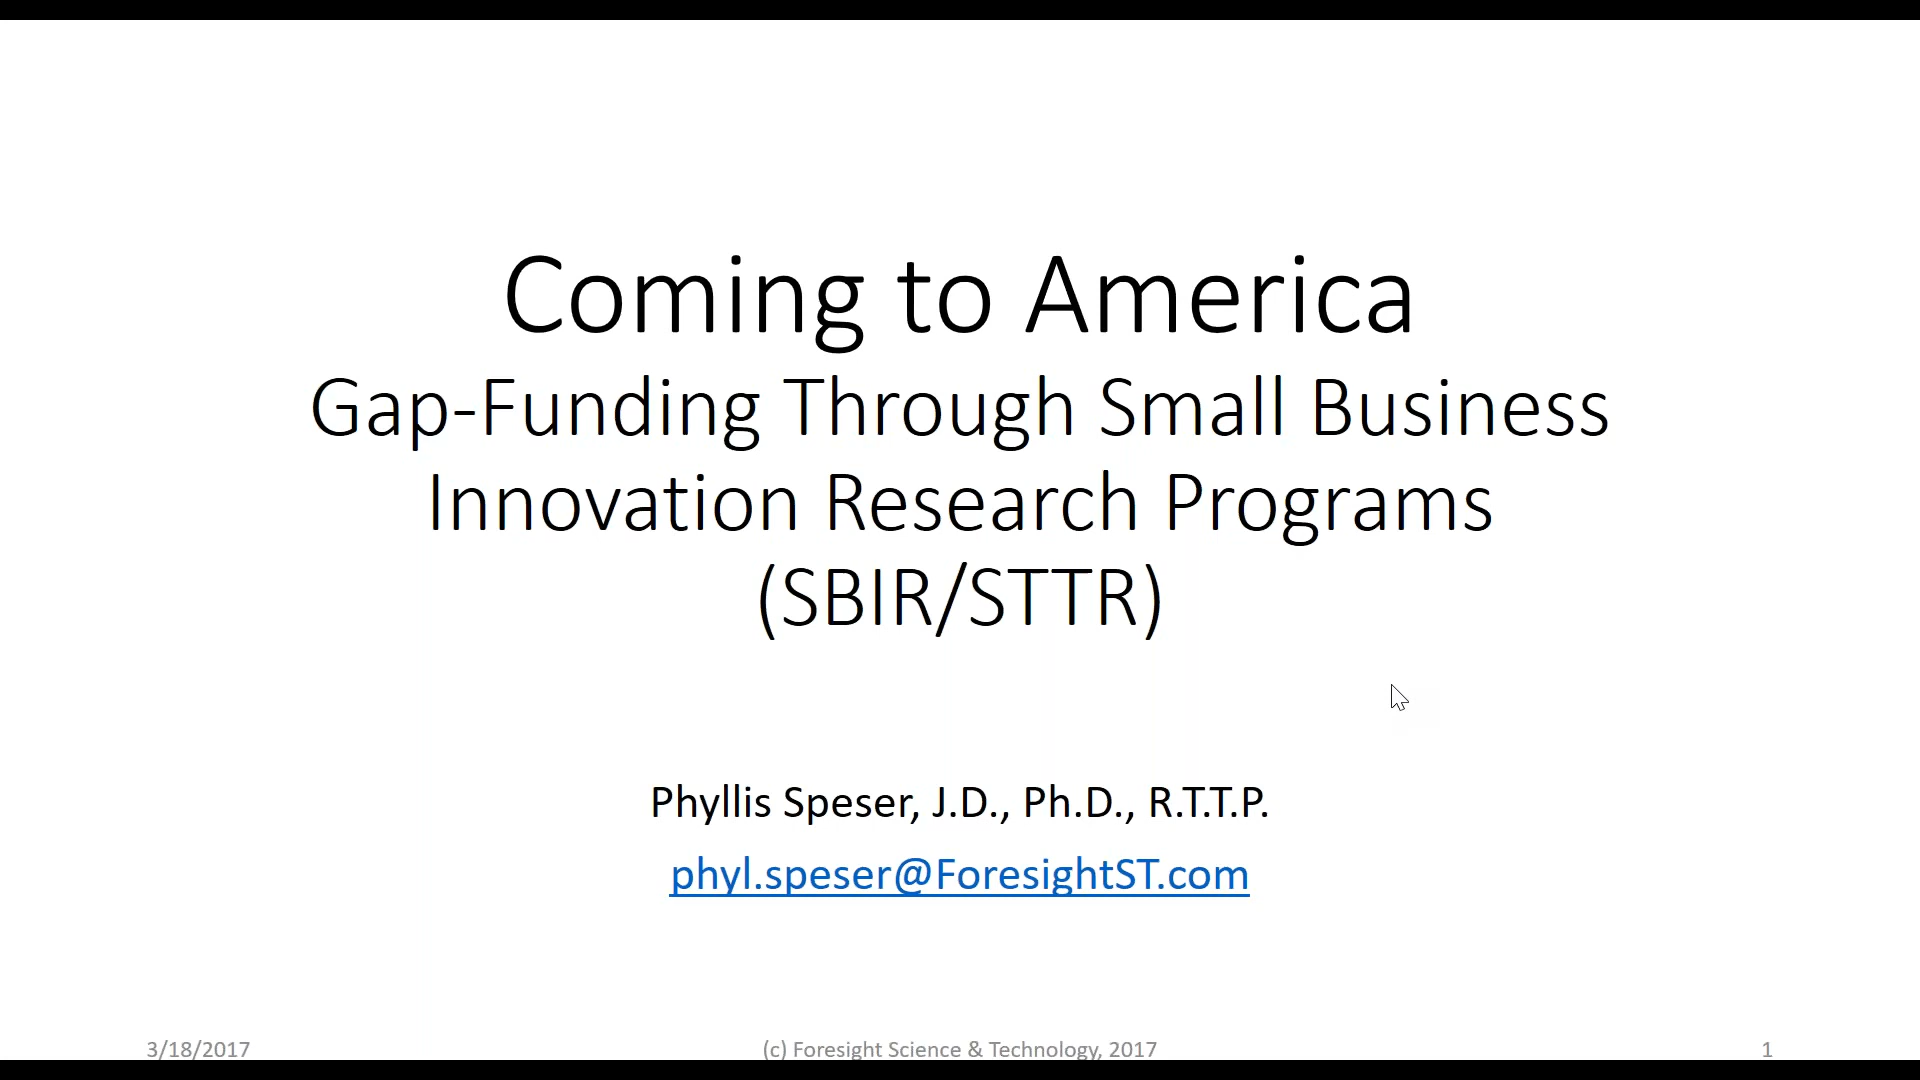 Coming to America
Gap-Funding Through Small Business
Innovation Research Programs
(SBIR/STTR)
Phyllis Speser, J.D., Ph.D., R.T.T.P.
phyl.speser@ForesightST.com
3/18/2017
(c) Foresight Science & Technology, 2017
1